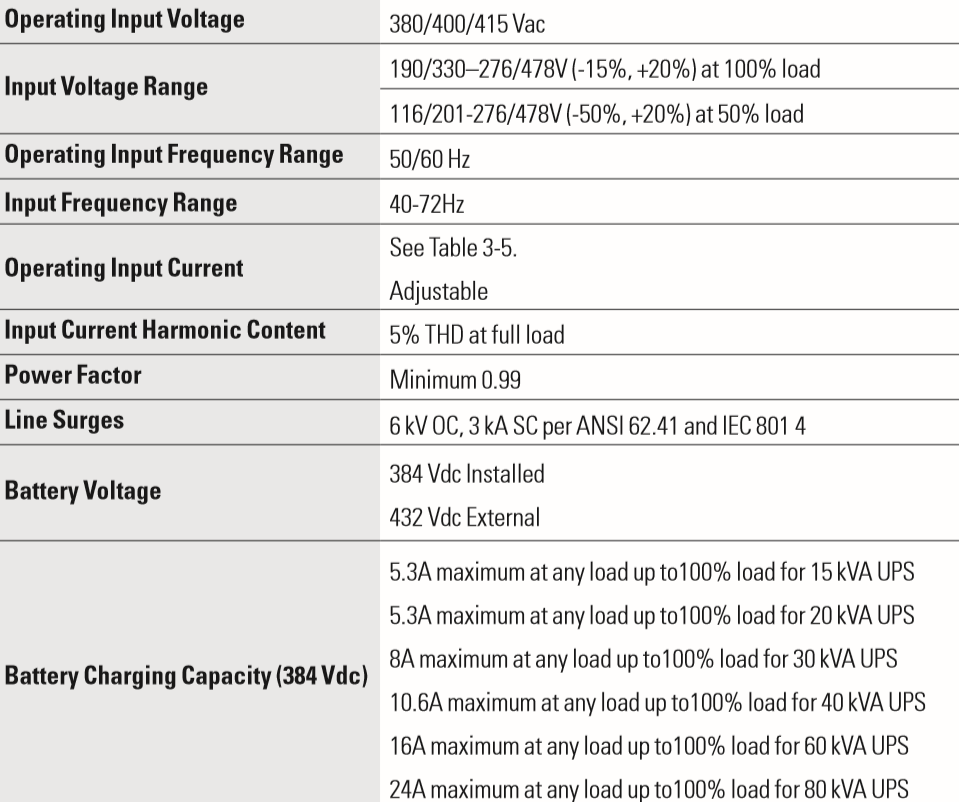 Operating Input Voltage
380/400/415 Vac
Input Voltage Range
190/330–276/478V (-15%, +20%) at 100% load
116/201-276/478V (-50%, +20%) at 50% load
Operating Input Frequency Range
50/60 Hz
Input Frequency Range
40-72Hz
Operating Input Current
See Table 3-5.
Adjustable
Input Current Harmonic Content
5% THD at full load
Power Factor
Minimum 0.99
Line Surges
6 kV OC, 3 kA SC per ANSI 62.41 and IEC 801 4
Battery Voltage
384 Vdc Installed
432 Vdc External
Battery Charging Capacity (384 Vdc)
5.3A maximum at any load up to100% load for 15 kVA UPS
5.3A maximum at any load up to100% load for 20 kVA UPS
8A maximum at any load up to100% load for 30 kVA UPS
10.6A maximum at any load up to100% load for 40 kVA UPS
16A maximum at any load up to100% load for 60 kVA UPS
24A maximum at any load up to100% load for 80 kVA UPS